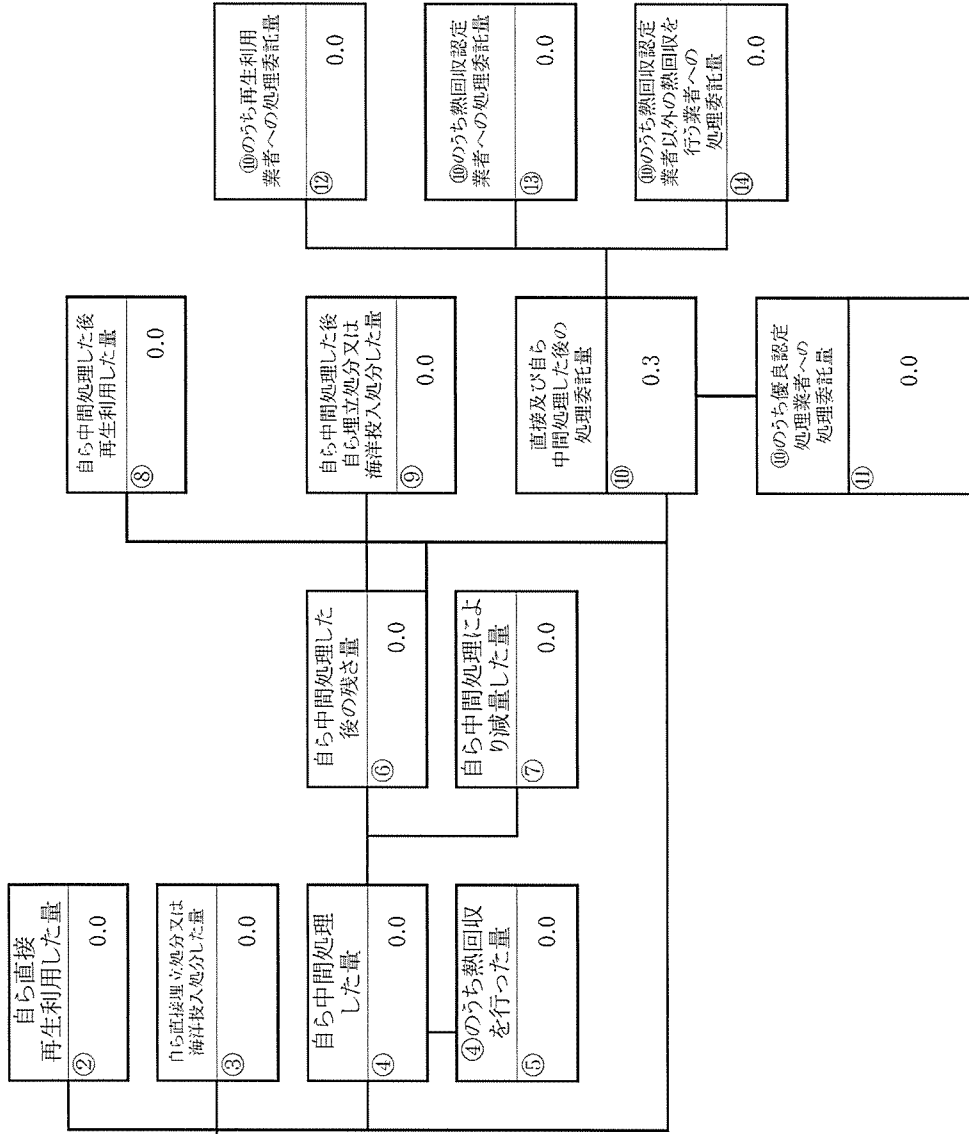 自ら直接
再生利用した量
②
0.0
自ら直接埋立処分又は
海洋投入処分した量
③
0.0
自ら中間処理
した量
④
0.0
④のうち熱回収
を行った量
⑤
0.0
自ら中間処理した
後の残さ量
⑥
0.0
自ら中間処理によ
り減量した量
⑦
0.0
自ら中間処理した後
再生利用した量
⑧
0.0
自ら中間処理した後
自ら埋立処分又は
海洋投入処分した量
⑨
0.0
直接及び自ら
中間処理した後の
処理委託量
⑩
0.3
⑩のうち優良認定
処理業者への
処理委託量
⑪
0.0
⑩のうち再生利用
業者への処理委託量
⑫
0.0
⑩のうち熱回収認定
業者への処理委託量
⑬
0.0
⑩のうち熱回収認定
業者以外の熱回収を
行う業者への
処理委託量
⑭
0.0